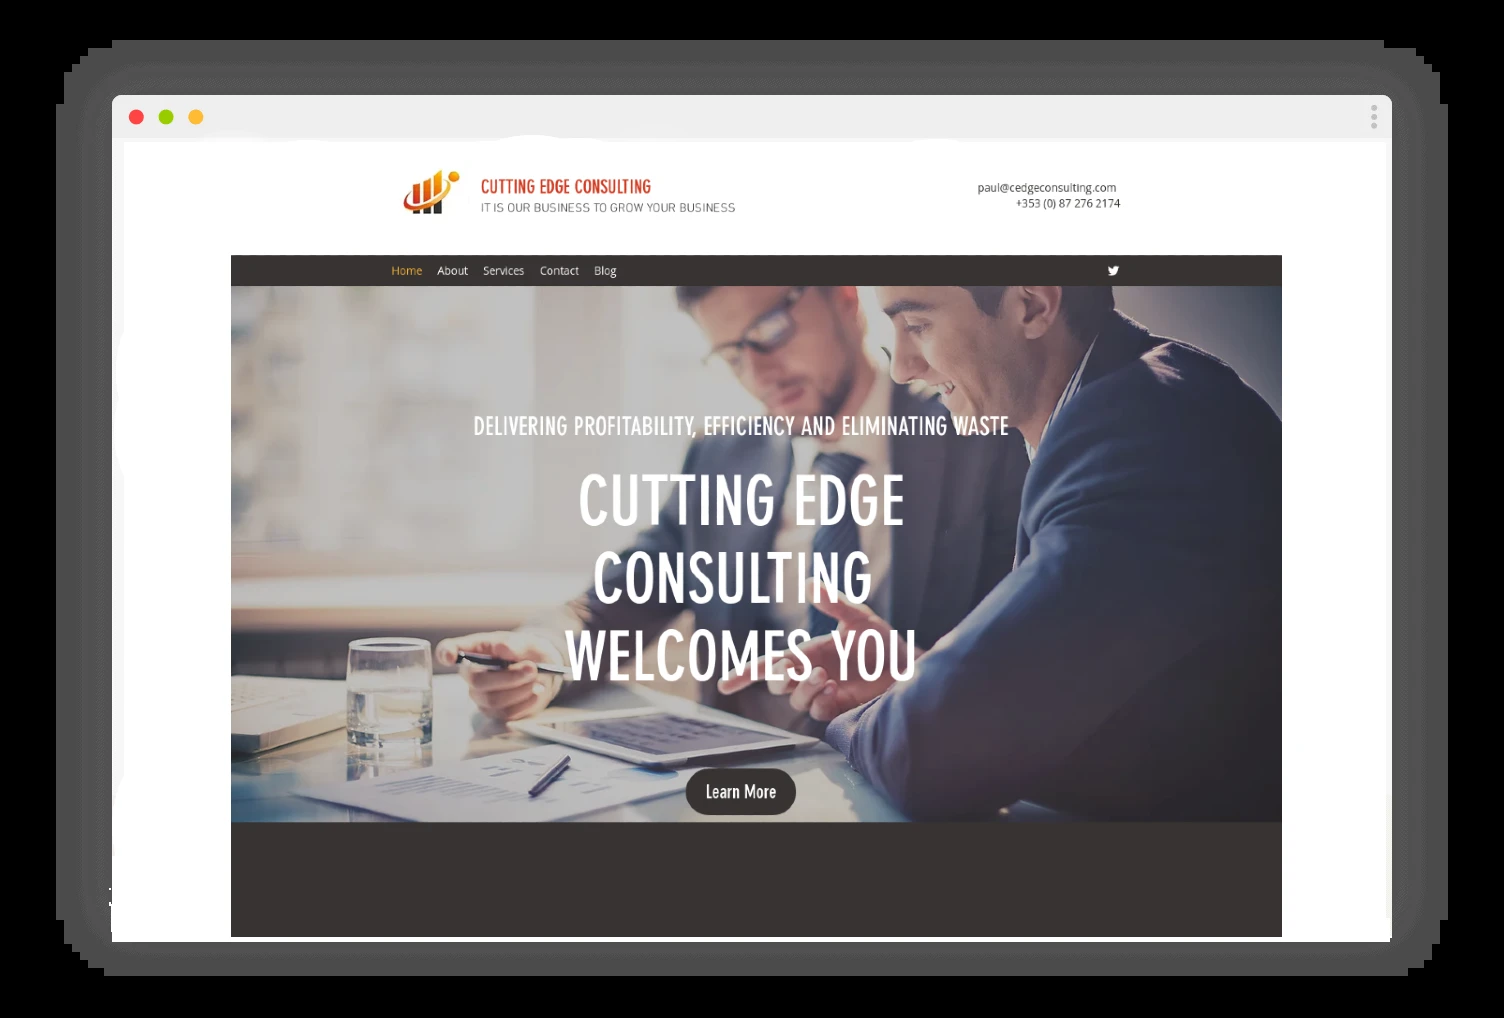 CUTTING EDGE CONSULTING
IT IS OUR BUSINESS TO GROW YOUR BUSINESS
paul@cedgeconsulting.com
+353 (0) 87 276 2174
Home About Services Contact Blog
DELIVERING PROFITABILITY, EFFICIENCY AND ELIMINATING WASTE
CUTTING EDGE
CONSULTING
WELCOMES YOU
Learn More